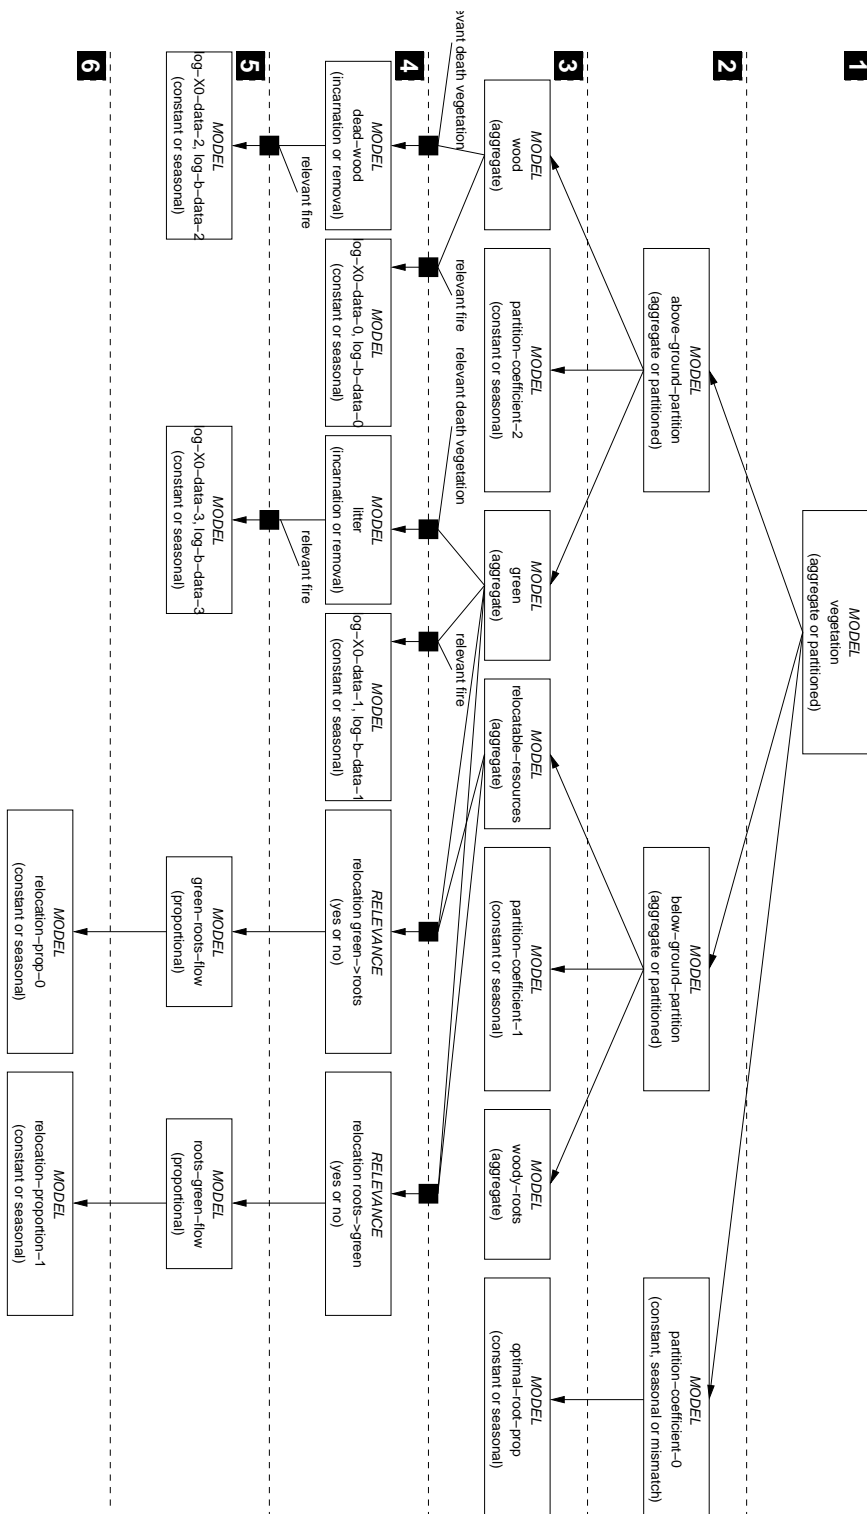 1
MODEL
vegetation
(aggregate or partitioned)
2
MODEL
above-ground-partition
(aggregate or partitioned)
MODEL
below-ground-partition
(aggregate or partitioned)
MODEL
partition-coefficient-0
(constant, seasonal or mismatch)
3
MODEL
wood
(aggregate)
MODEL
partition-coefficient-2
(constant or seasonal)
MODEL
green
(aggregate)
MODEL
relocatable-resources
(aggregate)
MODEL
partition-coefficient-1
(constant or seasonal)
MODEL
woody-roots
(aggregate)
MODEL
optimal-root-prop
(constant or seasonal)
evant death vegetation
relevant fire
relevant death vegetation
relevant fire
4
MODEL
dead-wood
(incarnation or removal)
MODEL
og-X0-data-0, log-b-data-0
(constant or seasonal)
MODEL
litter
(incarnation or removal)
MODEL
og-X0-data-1, log-b-data-1
(constant or seasonal)
RELEVANCE
relocation green->roots
(yes or no)
RELEVANCE
relocation roots->green
(yes or no)
relevant fire
relevant fire
5
MODEL
log-X0-data-2, log-b-data-2
(constant or seasonal)
MODEL
og-X0-data-3, log-b-data-3
(constant or seasonal)
MODEL
green-roots-flow
(proportional)
MODEL
roots-green-flow
(proportional)
6
MODEL
relocation-prop-0
(constant or seasonal)
MODEL
relocation-proportion-1
(constant or seasonal)